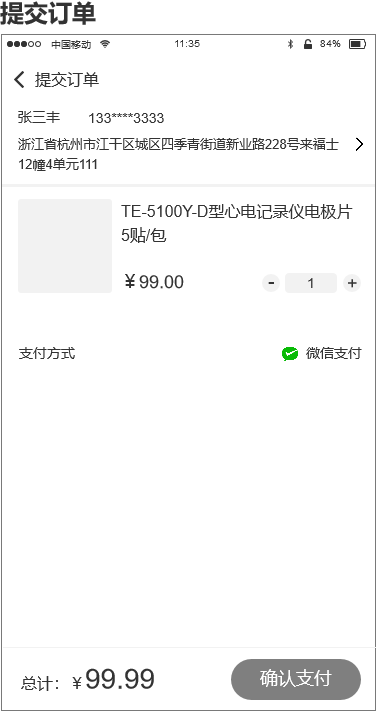 提交订单
中国移动 11:35 84%
提交订单
张三丰 133****3333
浙江省杭州市江干区城区四季青街道新业路228号来福士
12幢4单元111
TE-5100Y-D型心电记录仪电极片
5贴/包
¥99.00 - 1 +
支付方式 微信支付
总计：¥99.99 确认支付